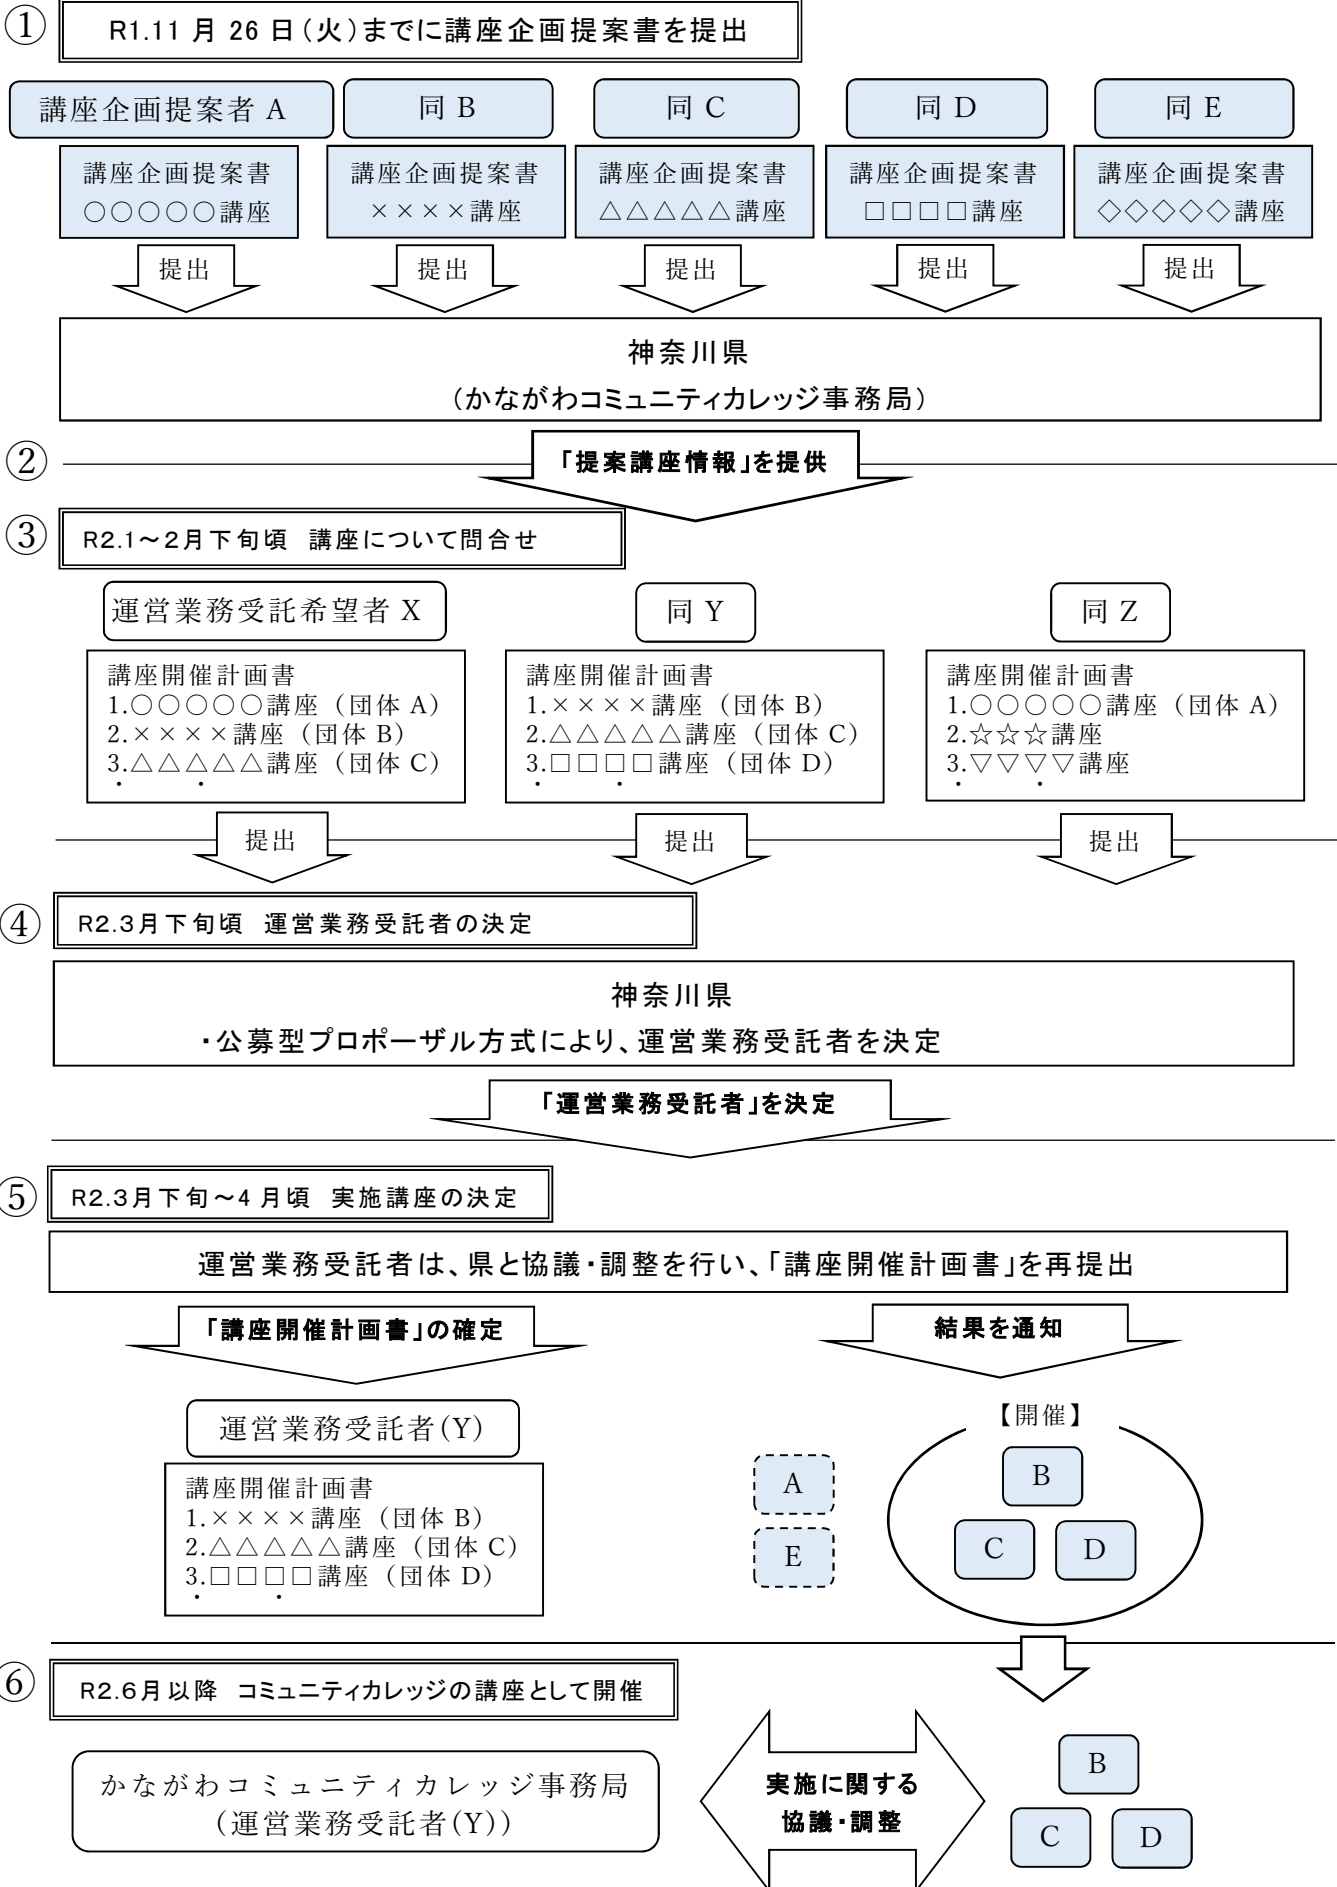 ①
R1.11 月 26 日（火）までに講座企画提案書を提出
講座企画提案者 A
同 B
同 C
同 D
同 E
講座企画提案書
○○○○○講座
講座企画提案書
××××講座
講座企画提案書
△△△△△講座
講座企画提案書
□□□□講座
講座企画提案書
◇◇◇◇◇講座
提出
提出
提出
提出
提出
神奈川県
（かながわコミュニティカレッジ事務局）
②
「提案講座情報」を提供
③
R2.1～2月下旬頃　講座について問合せ
運営業務受託希望者 X
同 Y
同 Z
講座開催計画書
1.○○○○○講座（団体 A）
2.××××講座（団体 B）
3.△△△△△講座（団体 C）
・　　・
講座開催計画書
1.××××講座（団体 B）
2.△△△△△講座（団体 C）
3.□□□□講座（団体 D）
・　　・
講座開催計画書
1.○○○○○講座（団体 A）
2.☆☆☆講座
3.▽▽▽▽講座
・　　・
提出
提出
提出
④
R2.3月下旬頃　運営業務受託者の決定
神奈川県
・公募型プロポーザル方式により、運営業務受託者を決定
「運営業務受託者」を決定
⑤
R2.3月下旬～4 月頃　実施講座の決定
運営業務受託者は、県と協議・調整を行い、「講座開催計画書」を再提出
「講座開催計画書」の確定
結果を通知
運営業務受託者(Y)
講座開催計画書
1.××××講座（団体 B）
2.△△△△△講座（団体 C）
3.□□□□講座（団体 D）
・　　・
【開催】
A
E
B
C
D
⑥
R2.6月以降　コミュニティカレッジの講座として開催
かながわコミュニティカレッジ事務局
(運営業務受託者(Y))
実施に関する
協議・調整
B
C
D